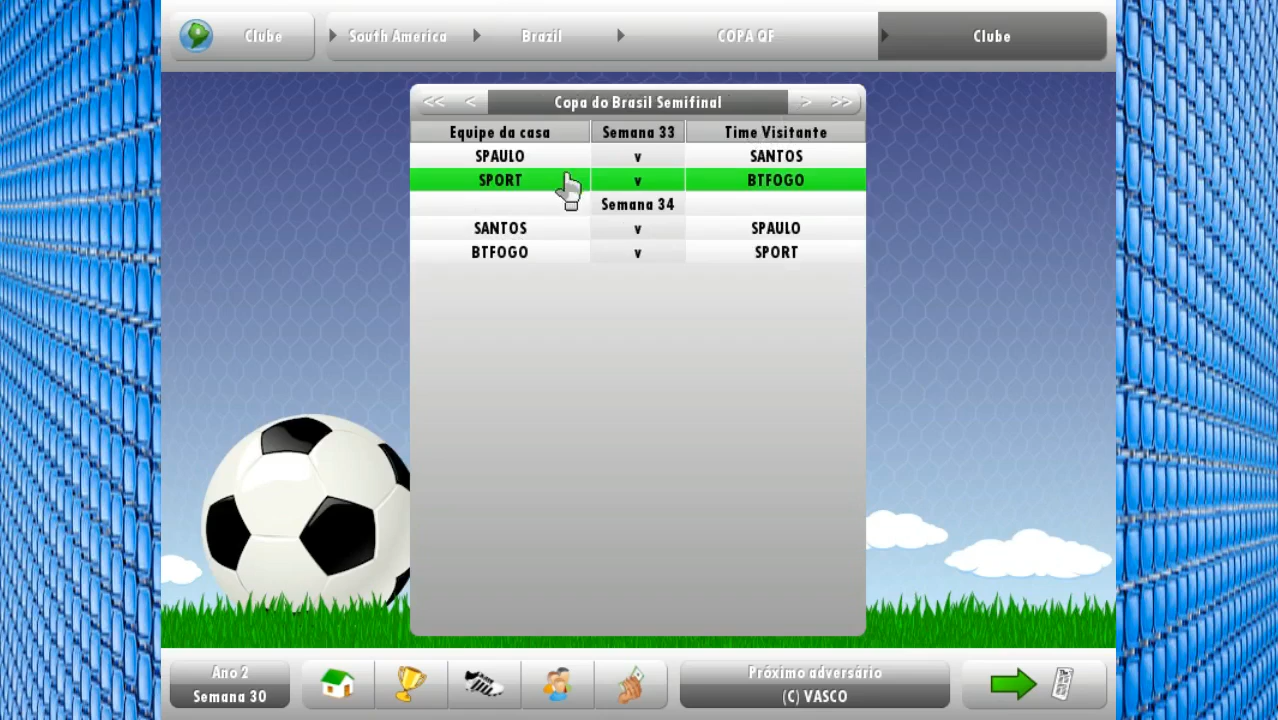 Clube South America Brazil COPA QF Clube
<< < Copa do Brasil Semifinal > >>
Equipe da casa Semana 33 Time Visitante
SPAULO v SANTOS
SPORT v BTFOGO
Semana 34
SANTOS v SPAULO
BTFOGO v SPORT
Ano 2
Semana 30
Próximo adversário
(C) VASCO